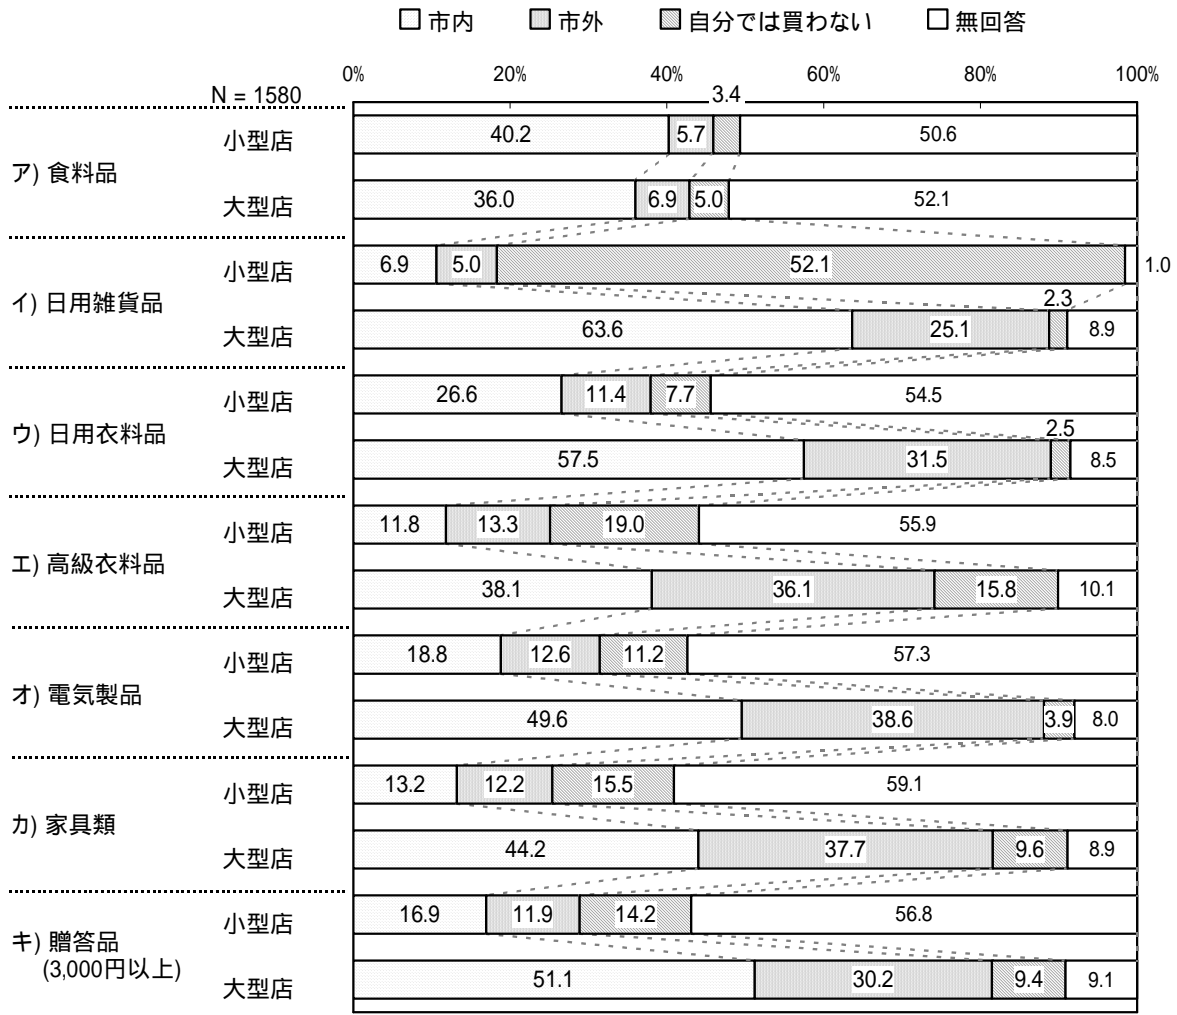 市内 市外 自分では買わない 無回答
0% 20% 40% 60% 80% 100%
N = 1580
3.4
小型店 40.2 5.7 50.6
ア) 食料品
大型店 36.0 6.9 5.0 52.1
小型店 6.9 5.0 52.1 1.0
イ) 日用雑貨品
2.3
大型店 63.6 25.1 8.9
小型店 26.6 11.4 7.7 54.5
ウ) 日用衣料品
2.5
大型店 57.5 31.5 8.5
小型店 11.8 13.3 19.0 55.9
エ) 高級衣料品
大型店 38.1 36.1 15.8 10.1
小型店 18.8 12.6 11.2 57.3
オ) 電気製品
大型店 49.6 38.6 3.9 8.0
小型店 13.2 12.2 15.5 59.1
カ) 家具類
大型店 44.2 37.7 9.6 8.9
小型店 16.9 11.9 14.2 56.8
キ) 贈答品
(3,000円以上)
大型店 51.1 30.2 9.4 9.1